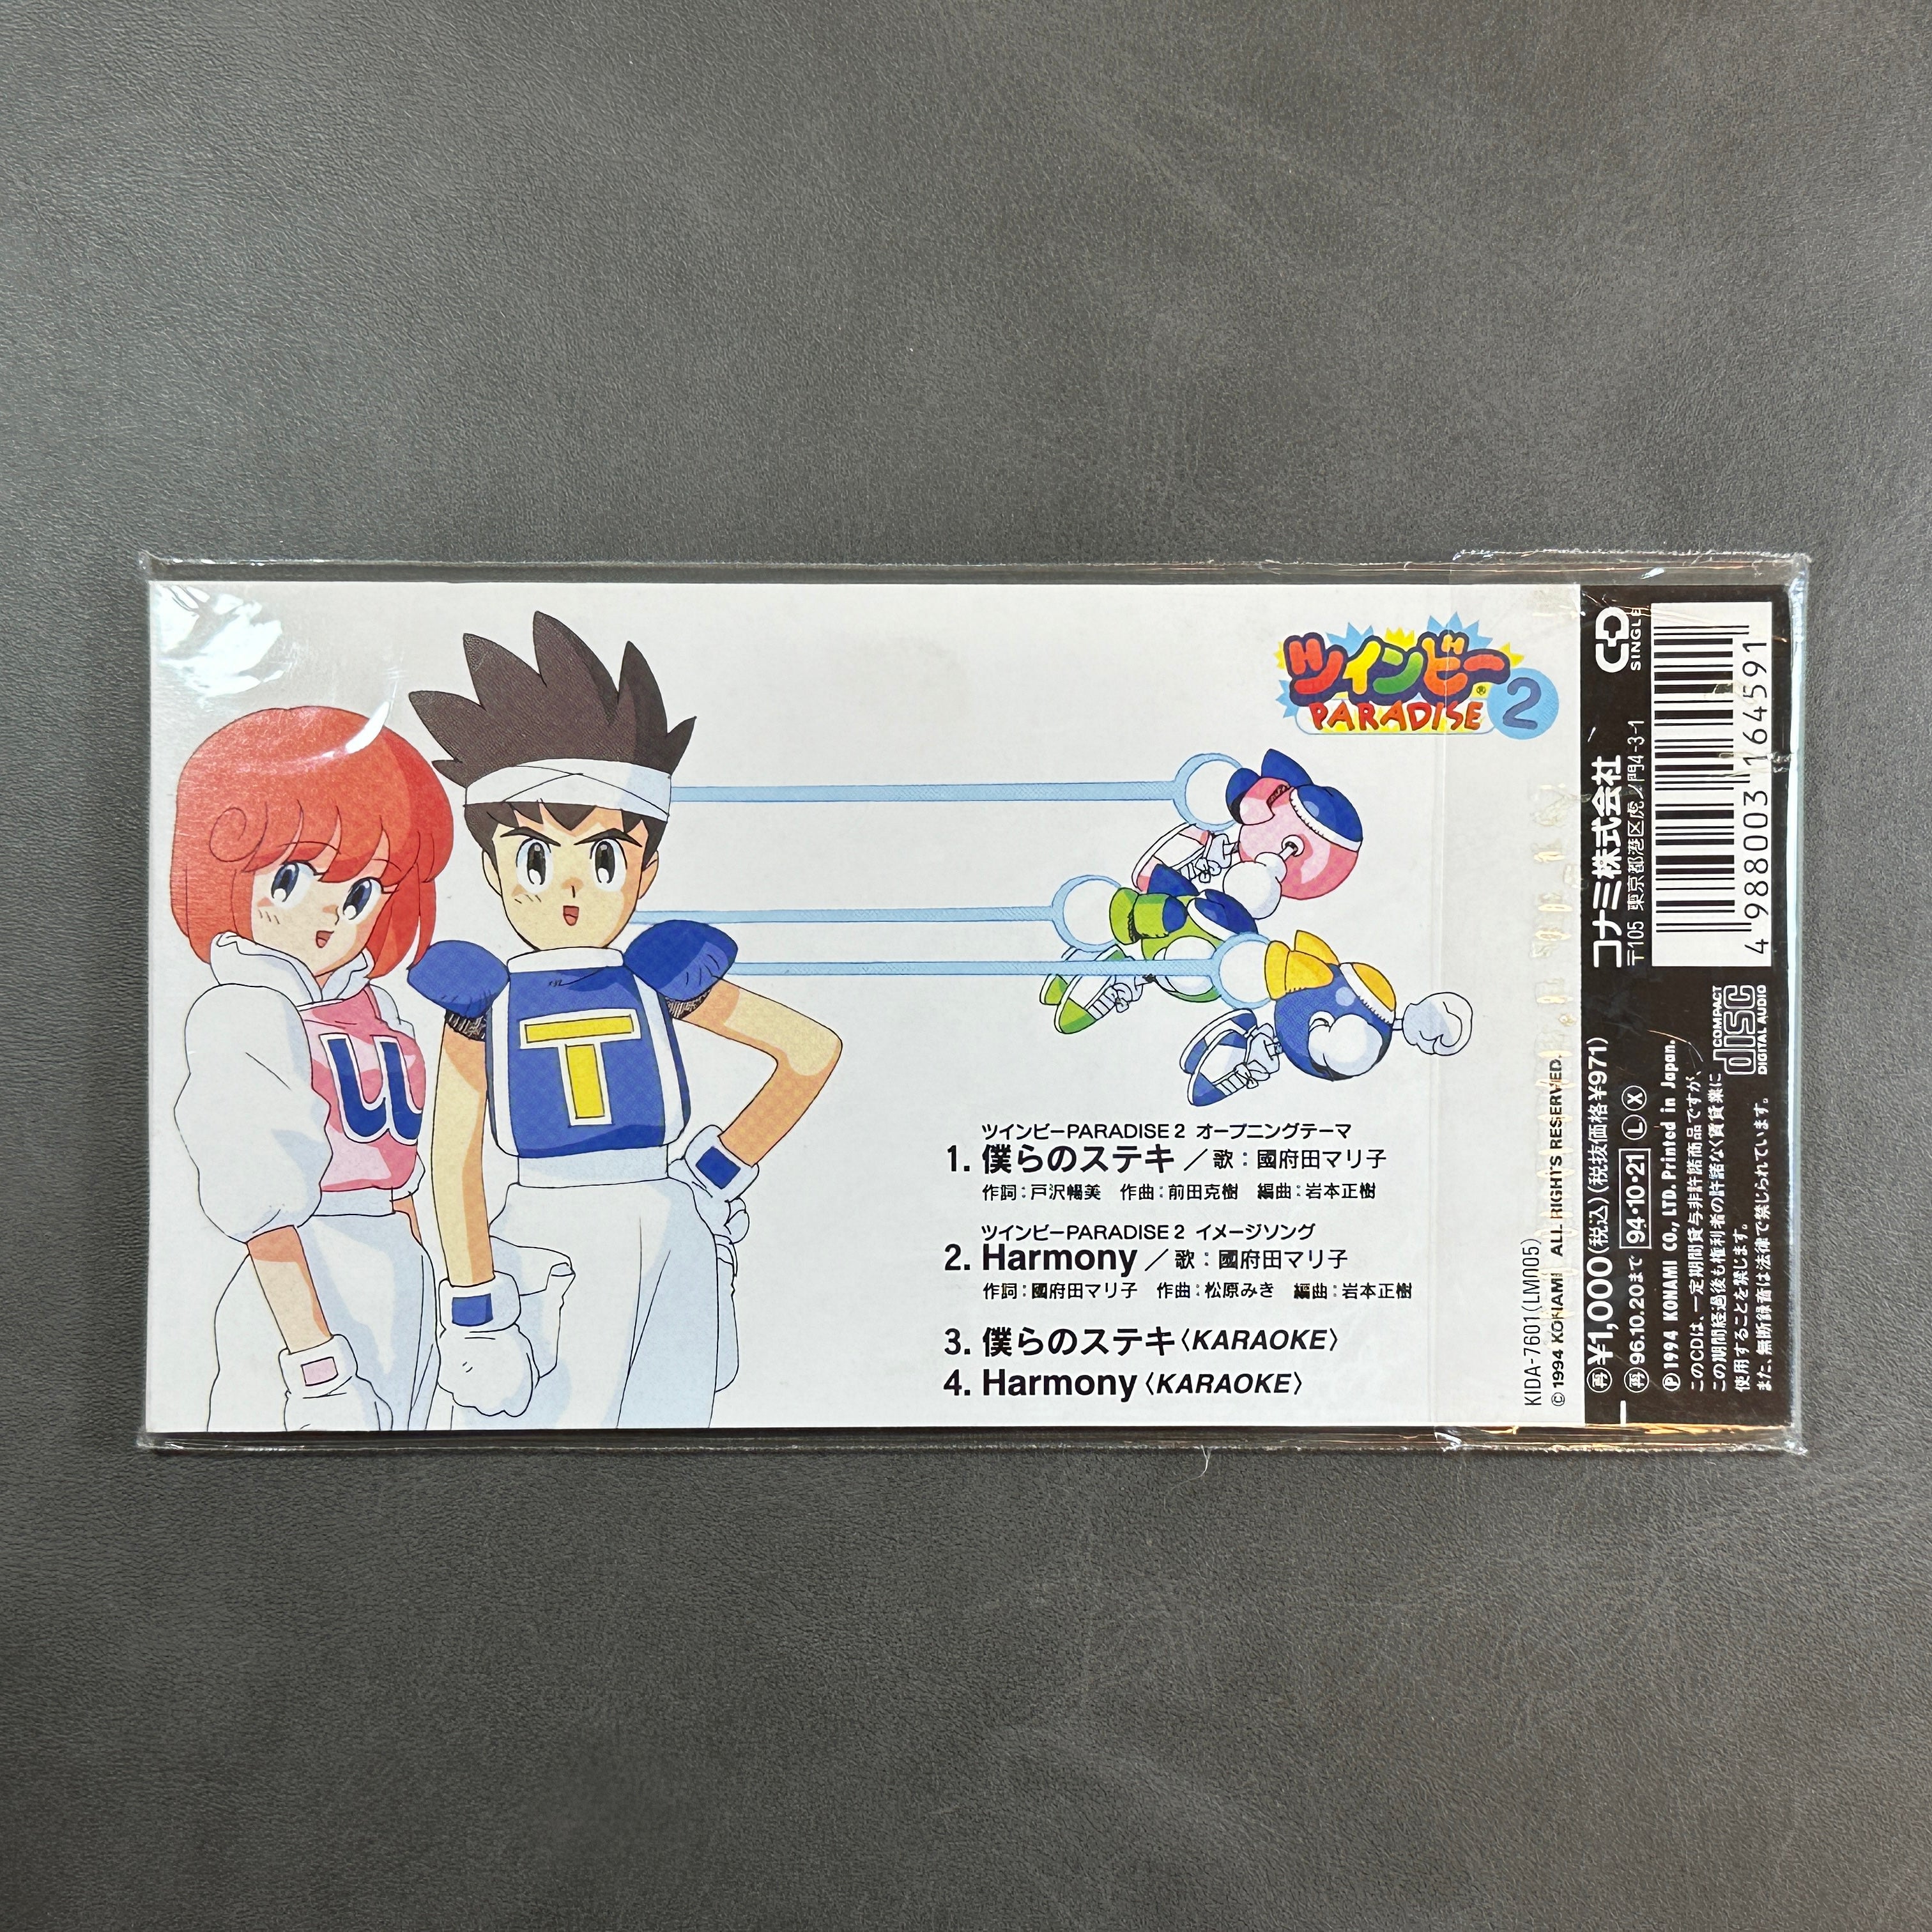 ツインビー
PARADISE 2
U
T
ツインビーPARADISE 2 オープニングテーマ
1. 僕らのステキ／歌：國府田マリ子
作詞：戸沢暢美 作曲：前田克樹 編曲：岩本正樹
ツインビーPARADISE 2 イメージソング
2. Harmony／歌：國府田マリ子
作詞：國府田マリ子 作曲：松原みき 編曲：岩本正樹
3. 僕らのステキ〈KARAOKE〉
4. Harmony〈KARAOKE〉
KIDA-7601(LM005)
© 1994 KONAMI ALL RIGHTS RESERVED.
CD SINGLE
コナミ株式会社
〒105 東京都港区虎ノ門4-3-1
4 988003 164591
COMPACT disc DIGITAL AUDIO
再¥1,000(税込)(税抜価格¥971)
再96.10.20まで 94・10・21 Ⓛ Ⓧ
Ⓟ1994 KONAMI CO., LTD. Printed in Japan.
このCDは、一定期間貸与非許諾商品ですが、
この期間経過後も権利者の許諾なく賃貸業に
使用することを禁じます。
また、無断録音は法律で禁じられています。